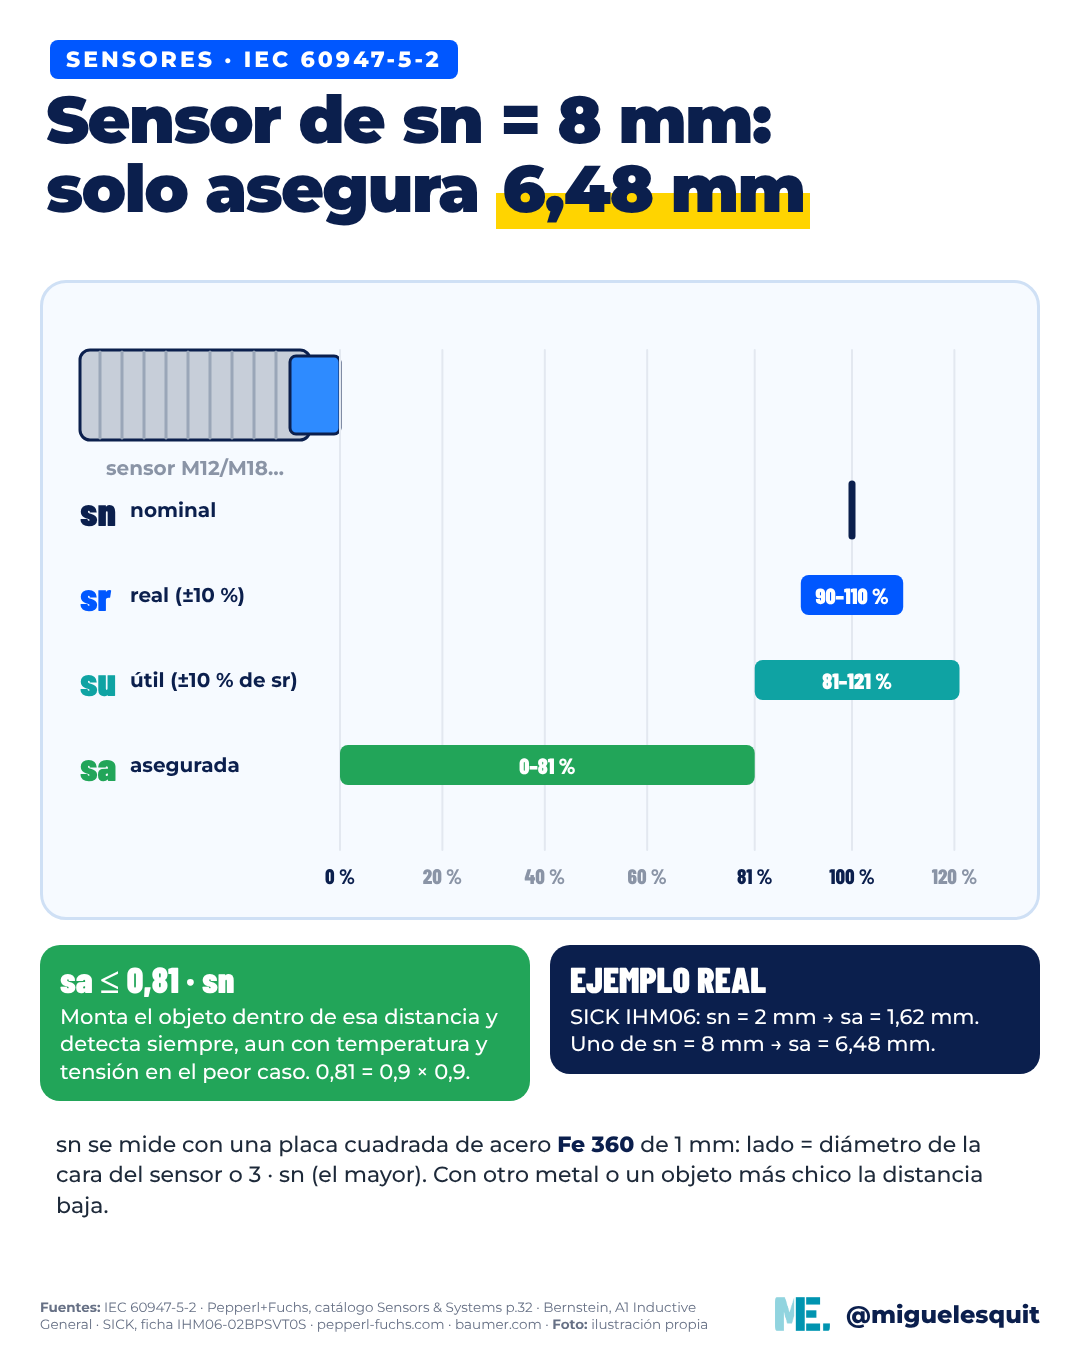 SENSORES · IEC 60947-5-2
Sensor de sn = 8 mm:
solo asegura 6,48 mm
sensor M12/M18...
sn nominal
sr real (±10 %)
90–110 %
su útil (±10 % de sr)
81–121 %
sa asegurada
0–81 %
0 % 20 % 40 % 60 % 81 % 100 % 120 %
sa ≤ 0,81 · sn
Monta el objeto dentro de esa distancia y
detecta siempre, aun con temperatura y
tensión en el peor caso. 0,81 = 0,9 × 0,9.
EJEMPLO REAL
SICK IHM06: sn = 2 mm → sa = 1,62 mm.
Uno de sn = 8 mm → sa = 6,48 mm.
sn se mide con una placa cuadrada de acero Fe 360 de 1 mm: lado = diámetro de la
cara del sensor o 3 · sn (el mayor). Con otro metal o un objeto más chico la distancia
baja.
Fuentes: IEC 60947-5-2 · Pepperl+Fuchs, catálogo Sensors & Systems p.32 · Bernstein, A1 Inductive
General · SICK, ficha IHM06-02BPSVT0S · pepperl-fuchs.com · baumer.com · Foto: ilustración propia
ME. @miguelesquit